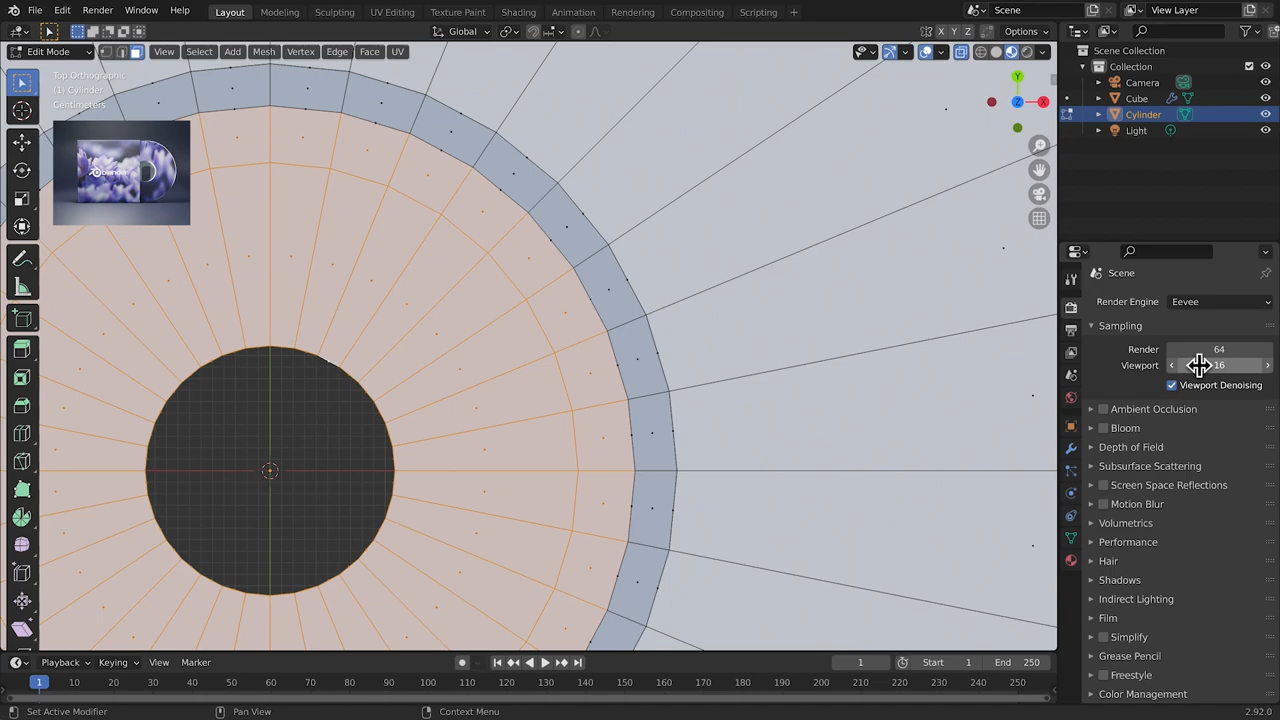 File Edit Render Window Help Layout Modeling Sculpting UV Editing Texture Paint Shading Animation Rendering Compositing Scripting + Scene View Layer
Global X Y Z Options
Edit Mode View Select Add Mesh Vertex Edge Face UV
Top Orthographic
(1) Cylinder
Centimeters
blender
Y
Z X
Scene Collection
Collection
Camera
Cube
Cylinder
Light
Scene
Render Engine Eevee
Sampling
Render 64
Viewport 16
Viewport Denoising
Ambient Occlusion
Bloom
Depth of Field
Subsurface Scattering
Screen Space Reflections
Motion Blur
Volumetrics
Performance
Hair
Shadows
Indirect Lighting
Film
Simplify
Grease Pencil
Freestyle
Color Management
Playback Keying View Marker 1 Start 1 End 250
1 10 20 30 40 50 60 70 80 90 100 110 120 130 140 150 160 170 180 190 200 210 220 230 240 250
Set Active Modifier Pan View Context Menu 2.92.0